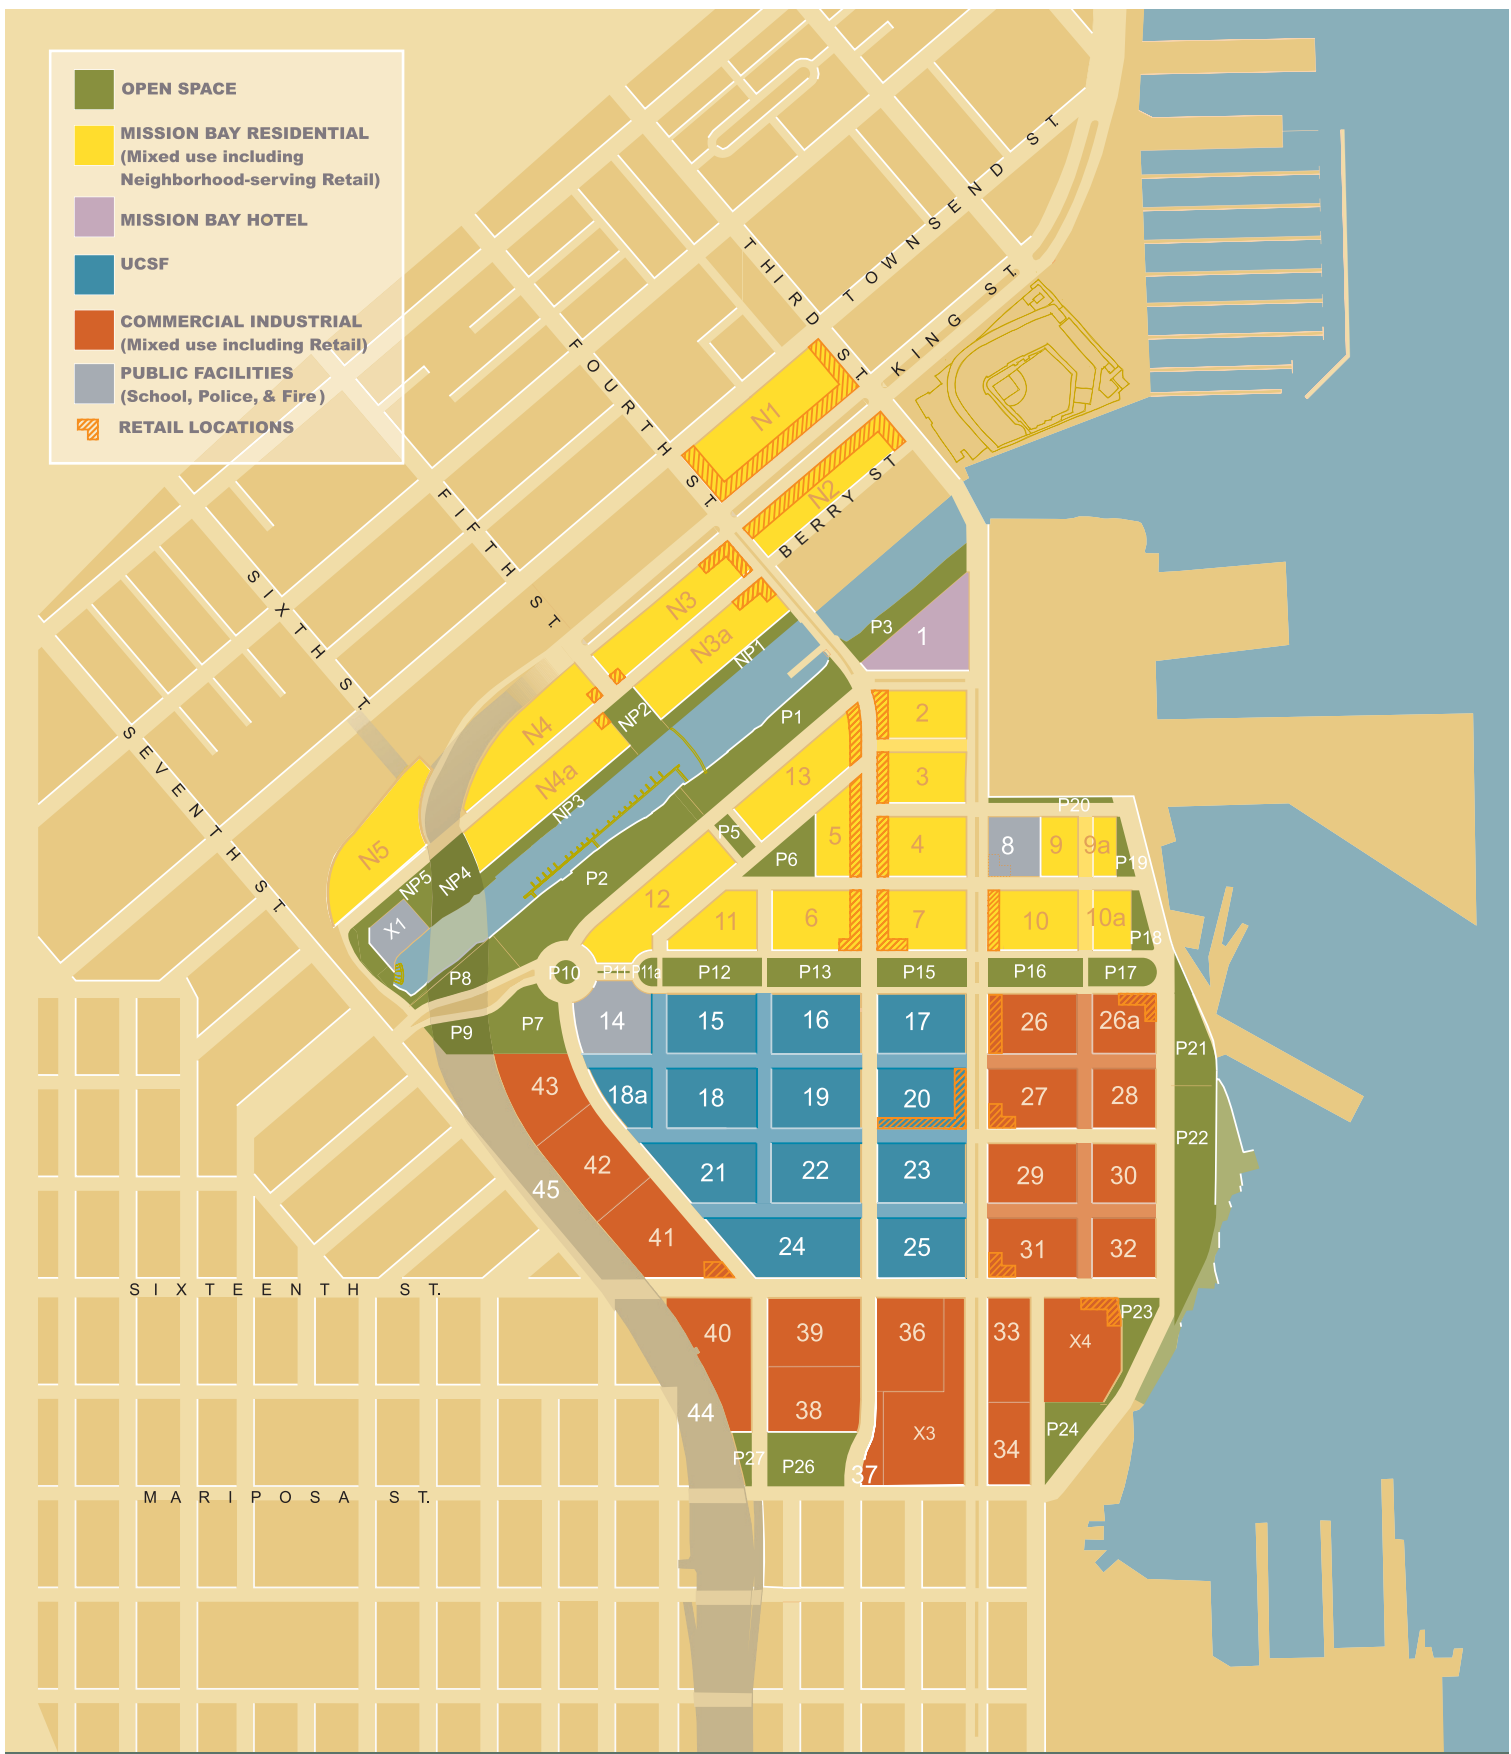 OPEN SPACE
MISSION BAY RESIDENTIAL
(Mixed use including
Neighborhood-serving Retail)
MISSION BAY HOTEL
UCSF
COMMERCIAL INDUSTRIAL
(Mixed use including Retail)
PUBLIC FACILITIES
(School, Police, & Fire)
RETAIL LOCATIONS
TOWNSEND ST.
THIRD ST.
KING ST.
FOURTH ST.
BERRY ST
FIFTH ST.
SIXTH ST.
SEVENTH ST.
N1
N2
N3
N3a
NP1
P3
1
N4
NP2
P1
2
N4a
NP3
13
3
N5
NP5
NP4
P2
P5
P6
5
4
P20
8
9
9a
P19
X1
12
11
6
7
10
10a
P18
P8
P10
P11
P11a
P12
P13
P15
P16
P17
P9
P7
14
15
16
17
26
26a
P21
43
18a
18
19
20
27
28
P22
45
42
21
22
23
29
30
41
24
25
31
32
SIXTEENTH ST.
40
39
36
33
X4
P23
44
38
X3
34
P24
P27
P26
37
MARIPOSA ST.